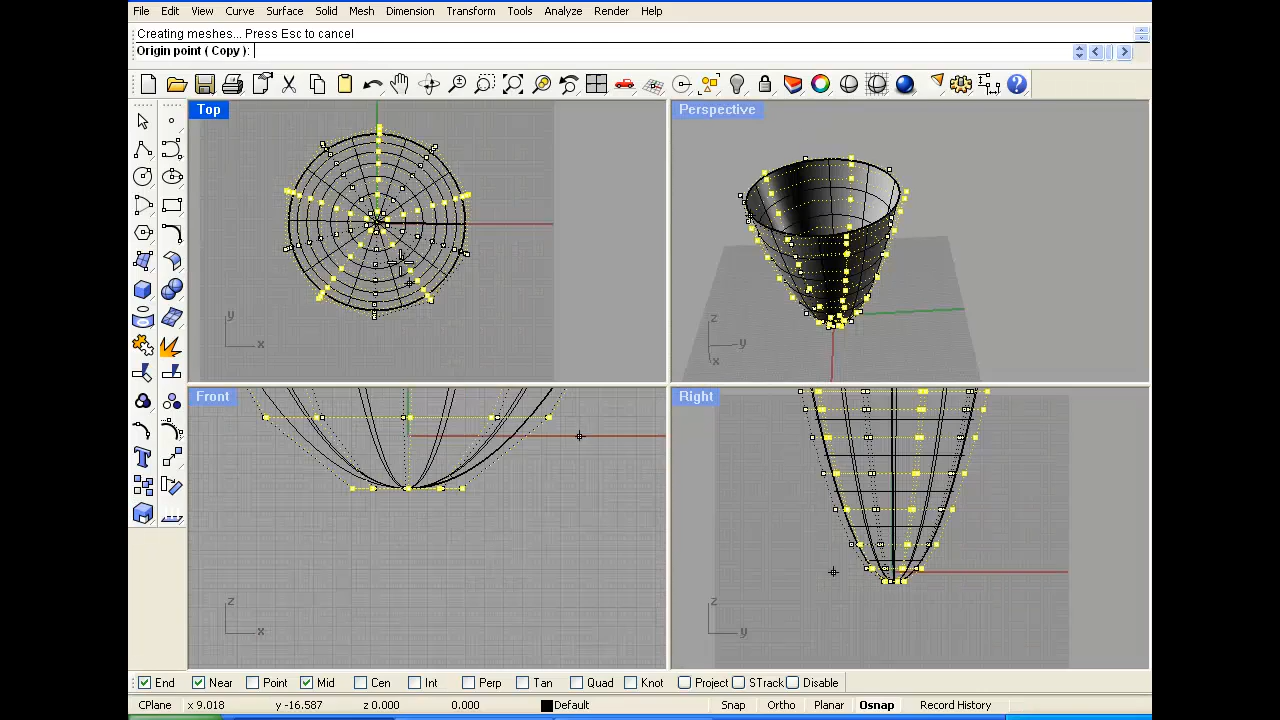 File Edit View Curve Surface Solid Mesh Dimension Transform Tools Analyze Render Help
Creating meshes... Press Esc to cancel
Origin point ( Copy ):
Top
Perspective
y
x
z
y
x
Front
Right
z
x
z
y
End Near Point Mid Cen Int Perp Tan Quad Knot Project STrack Disable
CPlane x 9.018 y -16.587 z 0.000 0.000 Default Snap Ortho Planar Osnap Record History